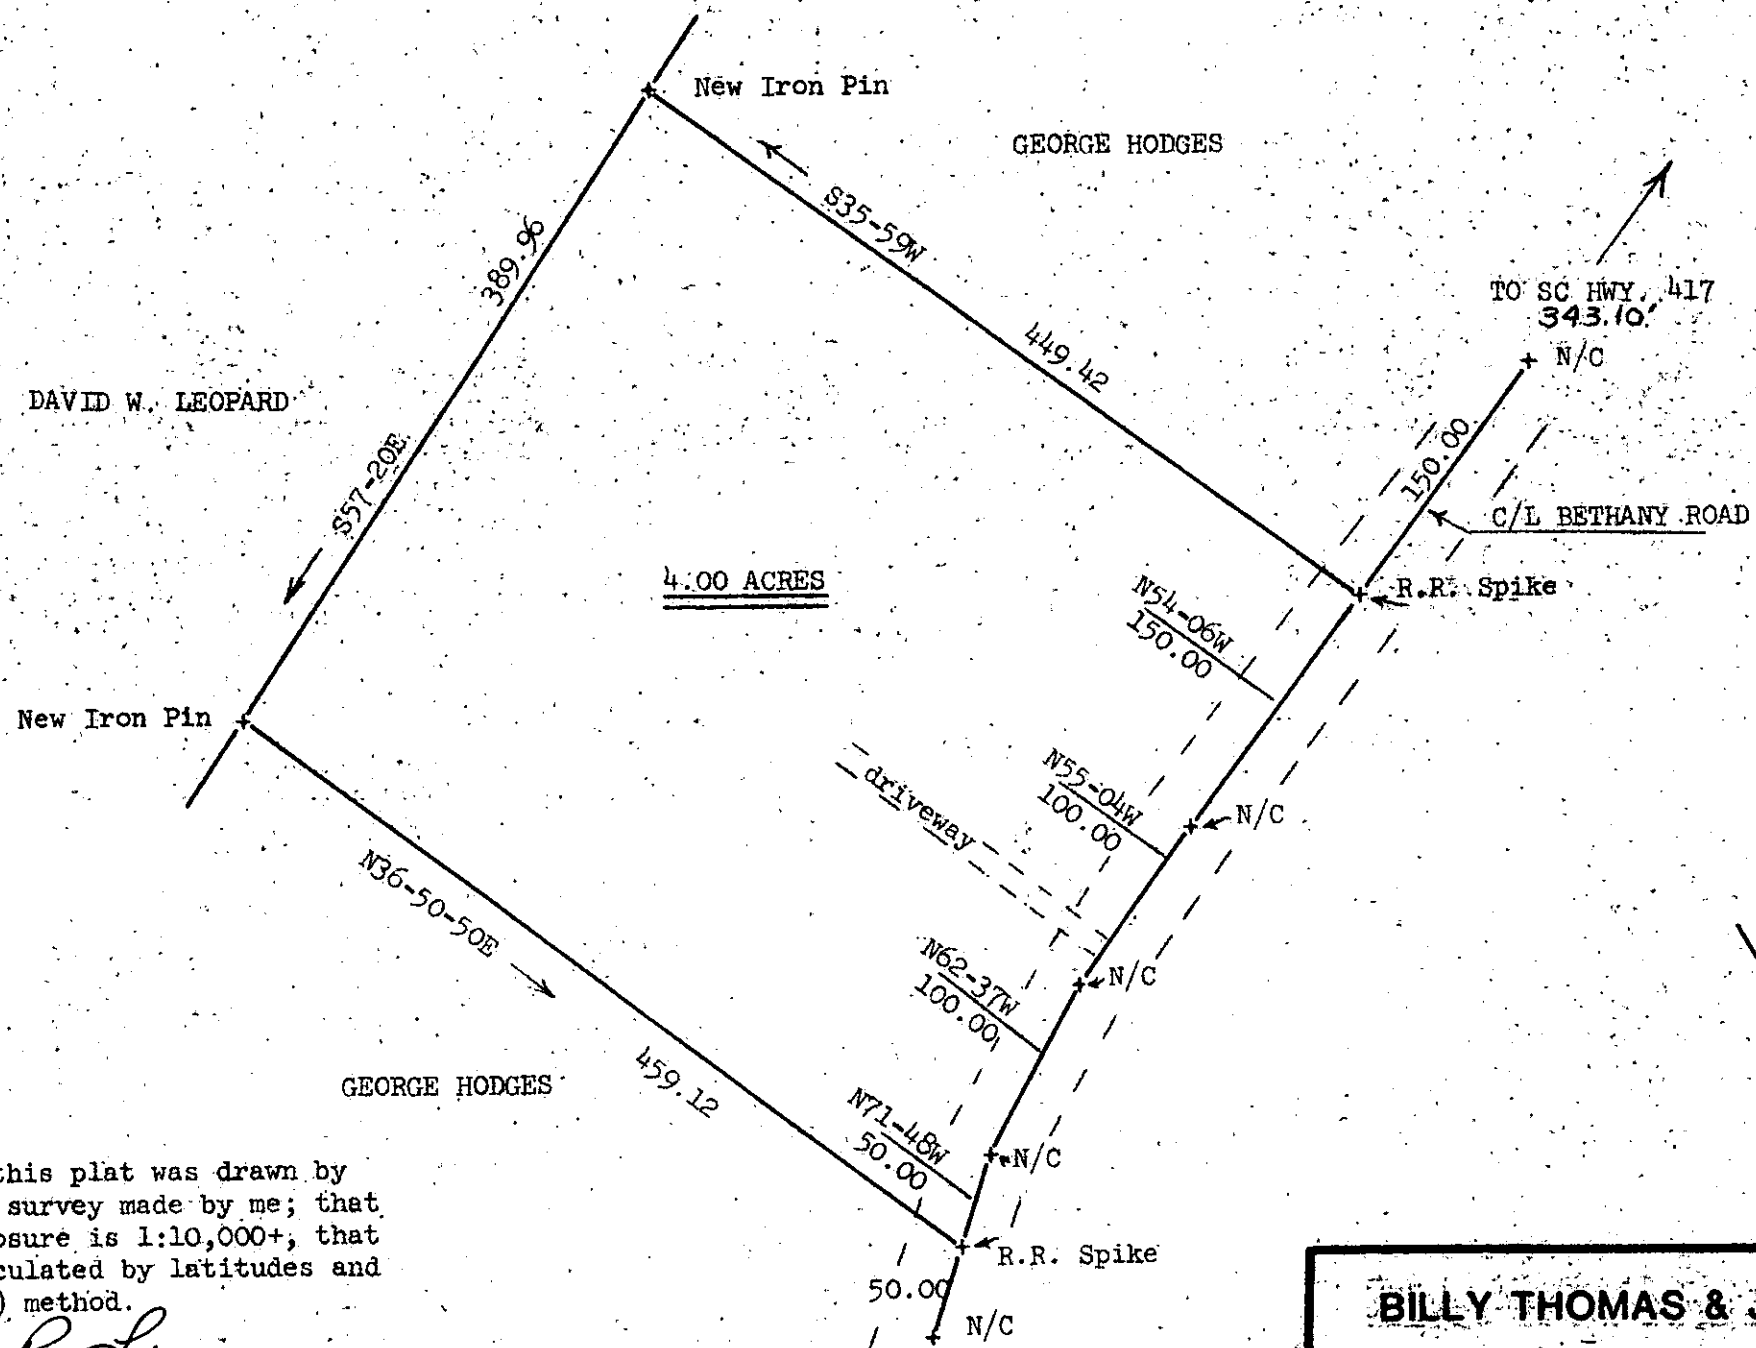 New Iron Pin
GEORGE HODGES
S35-59W
449.42
389.96
S57-20E
DAVID W. LEOPARD
TO SC HWY. 417
343.10'
N/C
150.00
C/L BETHANY ROAD
R.R. Spike
4.00 ACRES
N54-06W
150.00
New Iron Pin
N55-04W
100.00
N/C
driveway
N36-50-50E
N62-37W
100.00
N/C
459.12
GEORGE HODGES
N71-48W
50.00
N/C
R.R. Spike
50.00
N/C
this plat was drawn by
survey made by me; that
osure is 1:10,000+, that
culated by latitudes and
) method.
BILLY THOMAS &